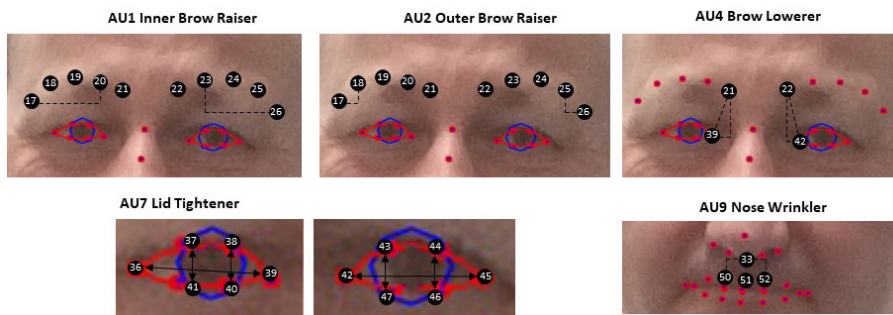 AU1 Inner Brow Raiser
17 18 19 20 21 22 23 24 25 26
AU2 Outer Brow Raiser
17 18 19 20 21 22 23 24 25 26
AU4 Brow Lowerer
21 22
39 42
AU7 Lid Tightener
37 38
36 39
41 40
43 44
42 45
47 46
AU9 Nose Wrinkler
33
50 51 52